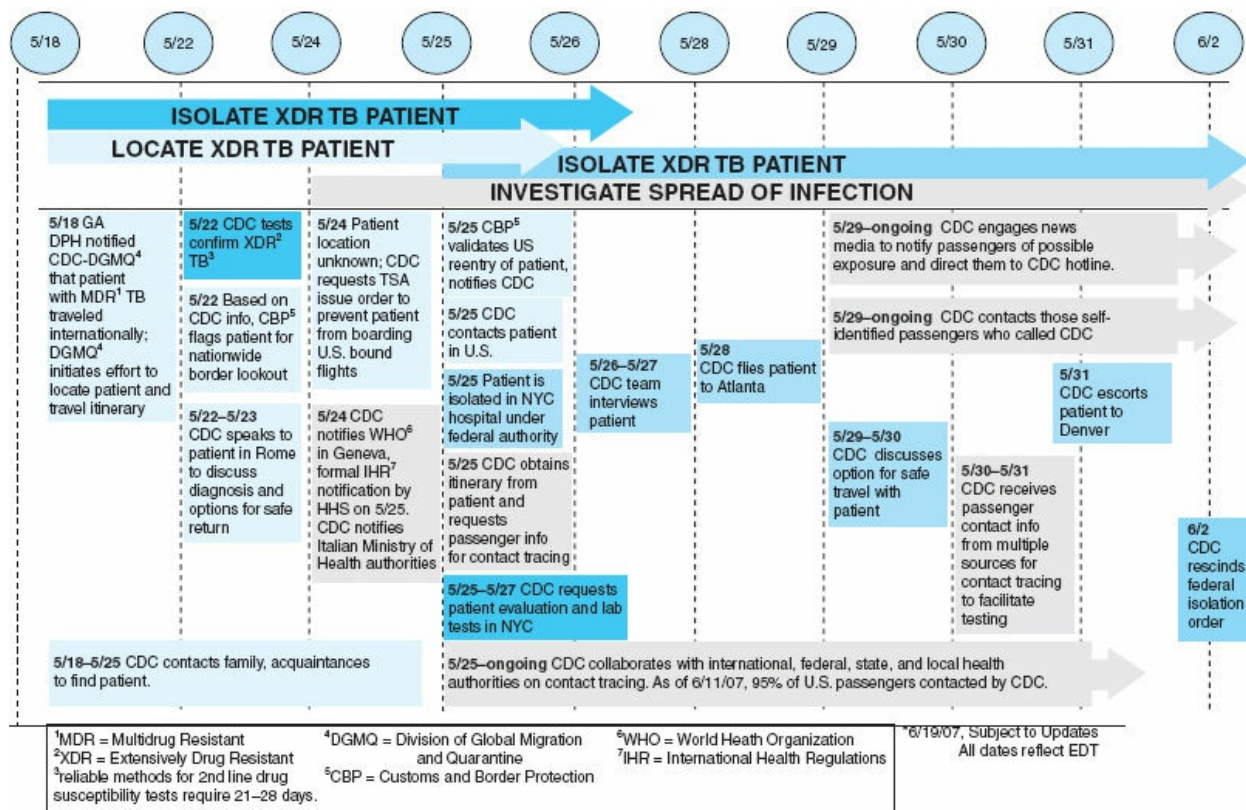 5/18
5/22
5/24
5/25
5/26
5/28
5/29
5/30
5/31
6/2
ISOLATE XDR TB PATIENT
LOCATE XDR TB PATIENT
ISOLATE XDR TB PATIENT
INVESTIGATE SPREAD OF INFECTION
5/18 GA
DPH notified
CDC-DGMQ⁴
that patient
with MDR¹ TB
traveled
internationally;
DGMQ⁴
initiates effort to
locate patient and
travel itinerary
5/22 CDC tests
confirm XDR²
TB³
5/22 Based on
CDC info, CBP⁵
flags patient for
nationwide
border lookout
5/22–5/23
CDC speaks to
patient in Rome
to discuss
diagnosis and
options for safe
return
5/24 Patient
location
unknown; CDC
requests TSA
issue order to
prevent patient
from boarding
U.S. bound
flights
5/24 CDC
notifies WHO⁶
in Geneva,
formal IHR⁷
notification by
HHS on 5/25.
CDC notifies
Italian Ministry of
Health authorities
5/25 CBP⁵
validates US
reentry of patient,
notifies CDC
5/25 CDC
contacts patient
in U.S.
5/25 Patient is
isolated in NYC
hospital under
federal authority
5/25 CDC obtains
itinerary from
patient and
requests
passenger info
for contact tracing
5/25–5/27 CDC requests
patient evaluation and lab
tests in NYC
5/26–5/27
CDC team
interviews
patient
5/28
CDC flies patient
to Atlanta
5/29–ongoing CDC engages news
media to notify passengers of possible
exposure and direct them to CDC hotline.
5/29–ongoing CDC contacts those self-
identified passengers who called CDC
5/29–5/30
CDC discusses
option for safe
travel with
patient
5/30–5/31
CDC receives
passenger
contact info
from multiple
sources for
contact tracing
to facilitate
testing
5/31
CDC escorts
patient to
Denver
6/2
CDC
rescinds
federal
isolation
order
5/18–5/25 CDC contacts family, acquaintances
to find patient.
5/25–ongoing CDC collaborates with international, federal, state, and local health
authorities on contact tracing. As of 6/11/07, 95% of U.S. passengers contacted by CDC.
¹MDR = Multidrug Resistant
²XDR = Extensively Drug Resistant
³reliable methods for 2nd line drug
susceptibility tests require 21–28 days.
⁴DGMQ = Division of Global Migration
and Quarantine
⁵CBP = Customs and Border Protection
⁶WHO = World Heath Organization
⁷IHR = International Health Regulations
*6/19/07, Subject to Updates
All dates reflect EDT